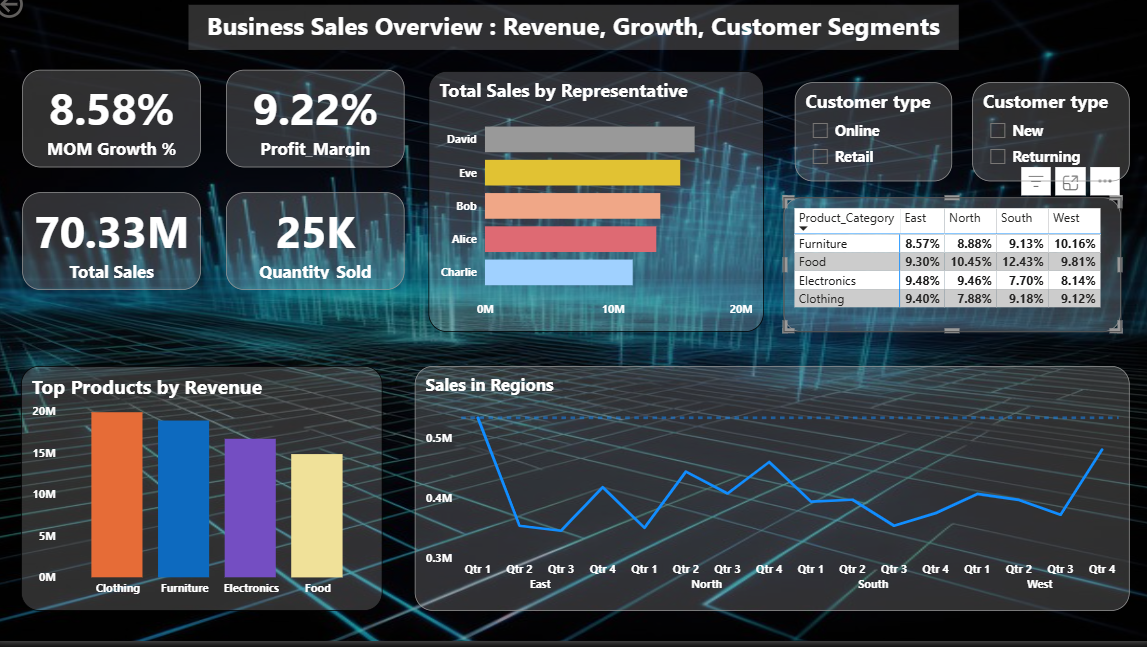 Business Sales Overview : Revenue, Growth, Customer Segments
8.58%
MOM Growth %
9.22%
Profit_Margin
70.33M
Total Sales
25K
Quantity_Sold
Total Sales by Representative
David
Eve
Bob
Alice
Charlie
0M 10M 20M
Customer type
Online
Retail
Customer type
New
Returning
Product_Category East North South West
Furniture 8.57% 8.88% 9.13% 10.16%
Food 9.30% 10.45% 12.43% 9.81%
Electronics 9.48% 9.46% 7.70% 8.14%
Clothing 9.40% 7.88% 9.18% 9.12%
Top Products by Revenue
20M
15M
10M
5M
0M
Clothing Furniture Electronics Food
Sales in Regions
0.5M
0.4M
0.3M
Qtr 1 Qtr 2 Qtr 3 Qtr 4 Qtr 1 Qtr 2 Qtr 3 Qtr 4 Qtr 1 Qtr 2 Qtr 3 Qtr 4 Qtr 1 Qtr 2 Qtr 3 Qtr 4
East North South West